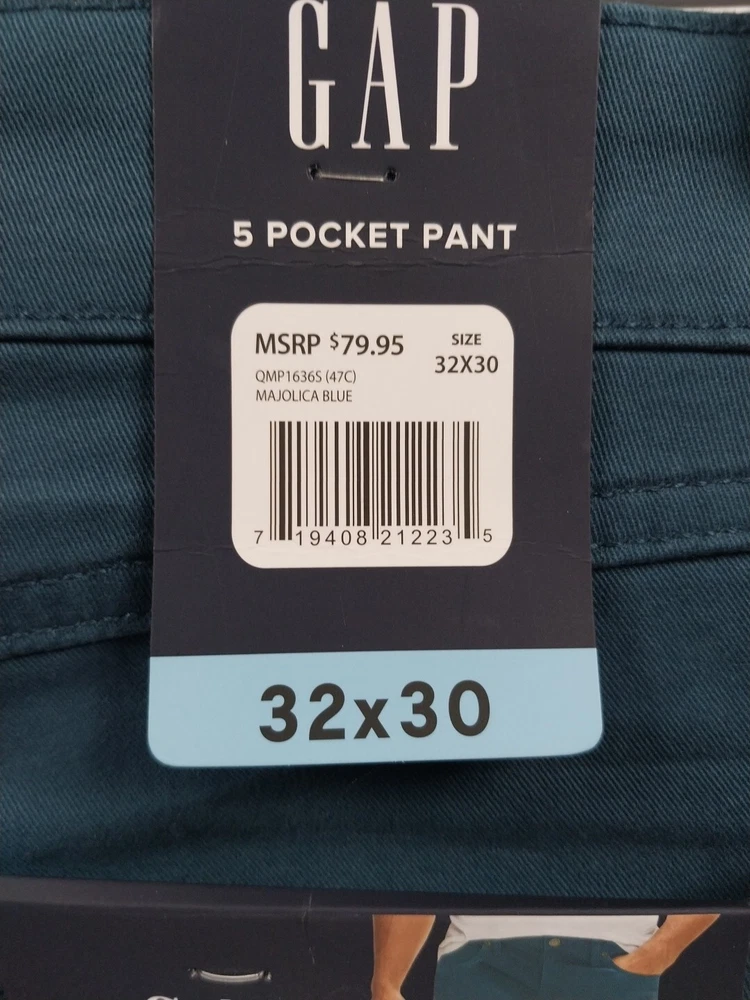 GAP
5 POCKET PANT
MSRP $79.95
SIZE
32X30
QMP1636S (47C)
MAJOLICA BLUE
7 19408 21223 5
32x30